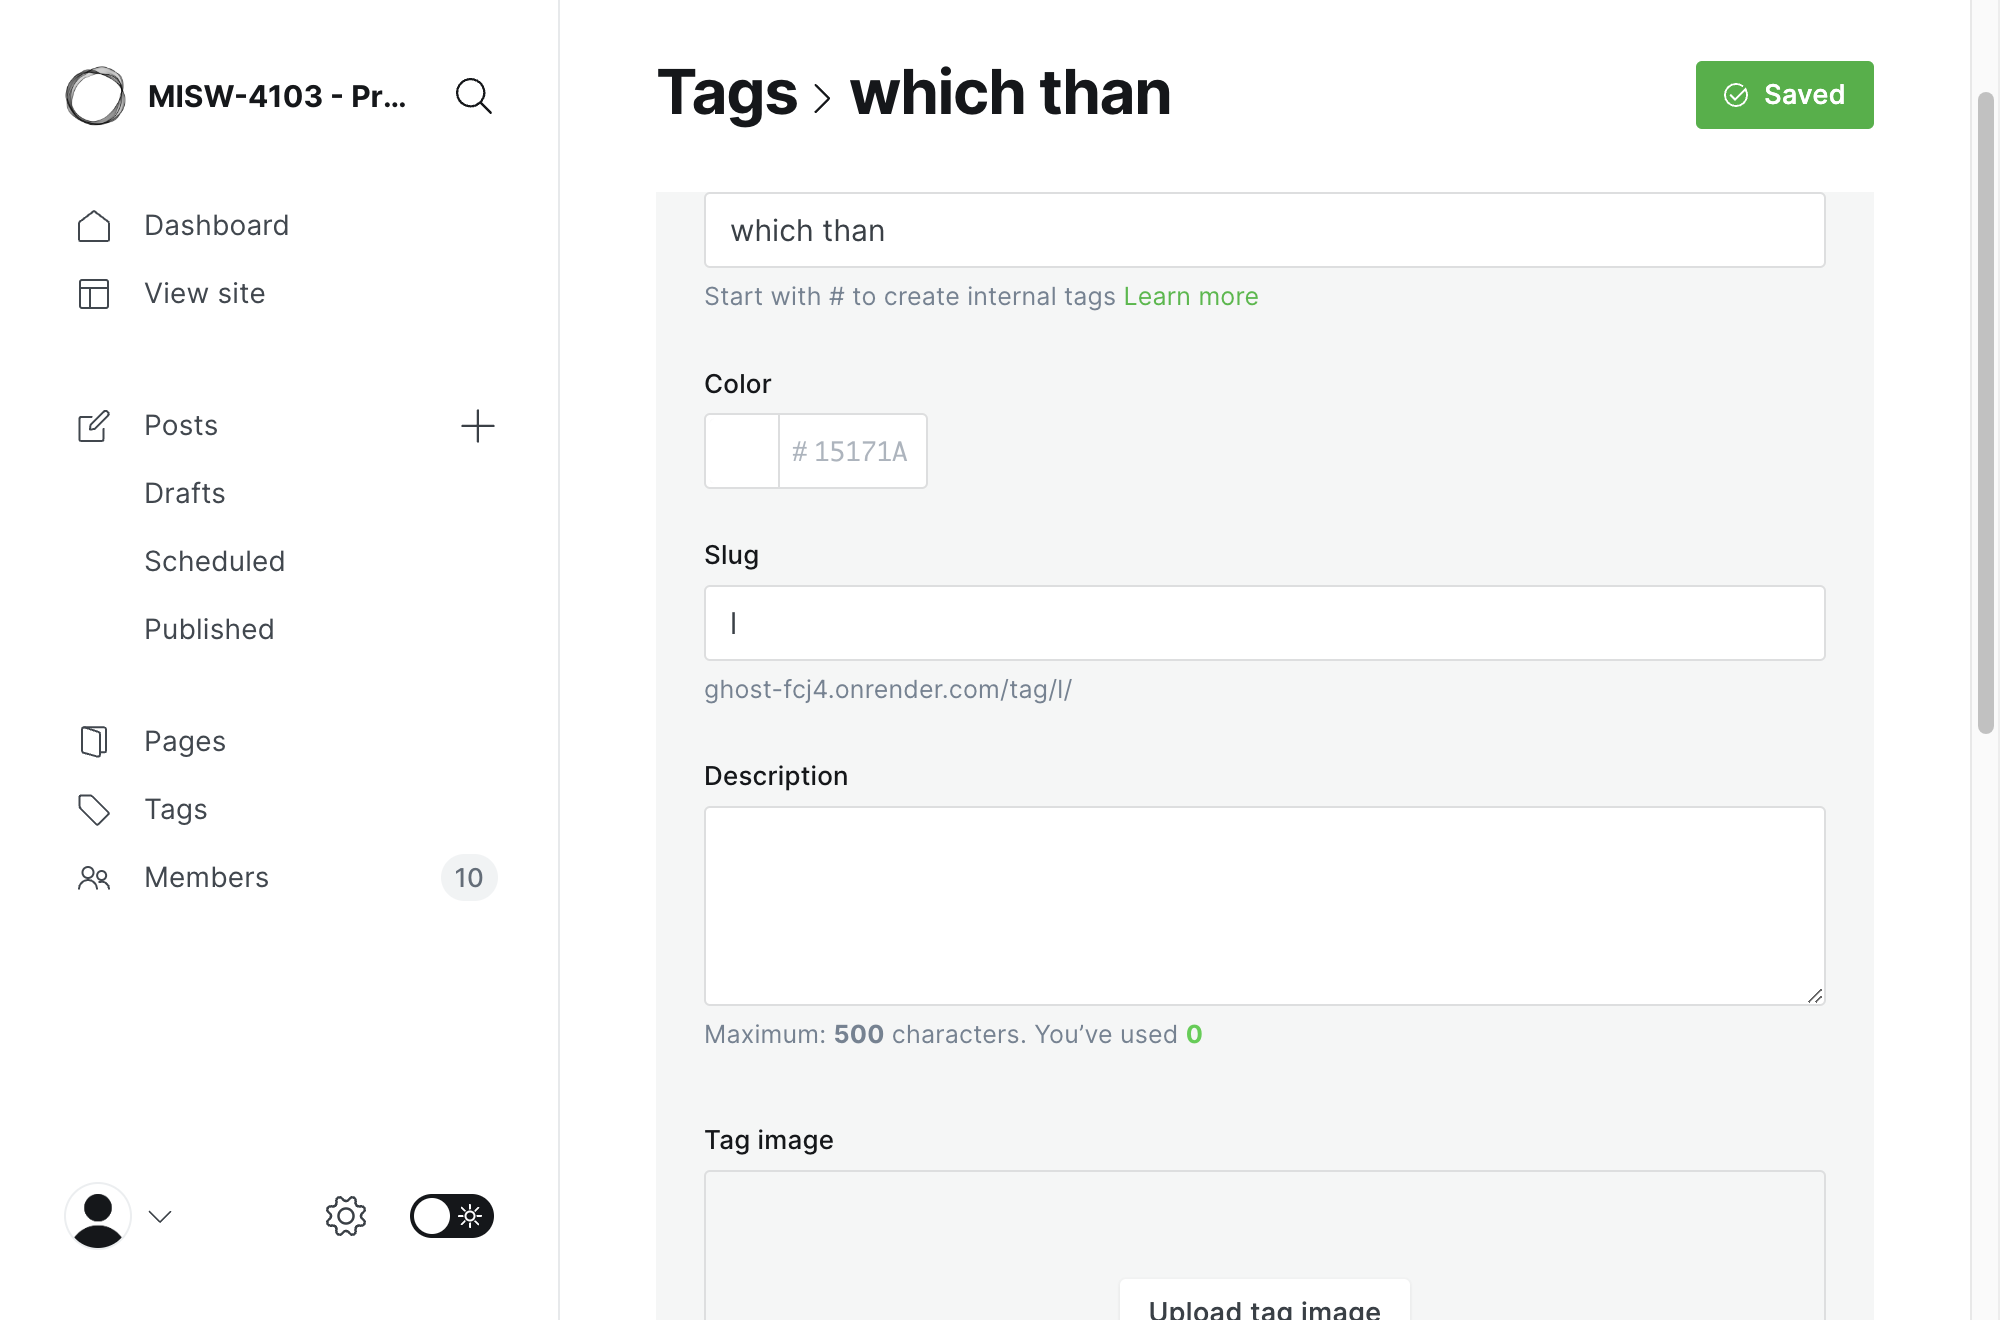 MISW-4103 - Pr...
Dashboard
View site
Posts
Drafts
Scheduled
Published
Pages
Tags
Members 10
Tags > which than
Saved
which than
Start with # to create internal tags Learn more
Color
# 15171A
Slug
l
ghost-fcj4.onrender.com/tag/l/
Description
Maximum: 500 characters. You’ve used 0
Tag image
Upload tag image